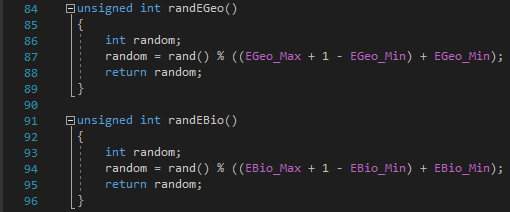 84 unsigned int randEGeo()
85 {
86 int random;
87 random = rand() % ((EGeo_Max + 1 - EGeo_Min) + EGeo_Min);
88 return random;
89 }
90
91 unsigned int randEBio()
92 {
93 int random;
94 random = rand() % ((EBio_Max + 1 - EBio_Min) + EBio_Min);
95 return random;
96 }